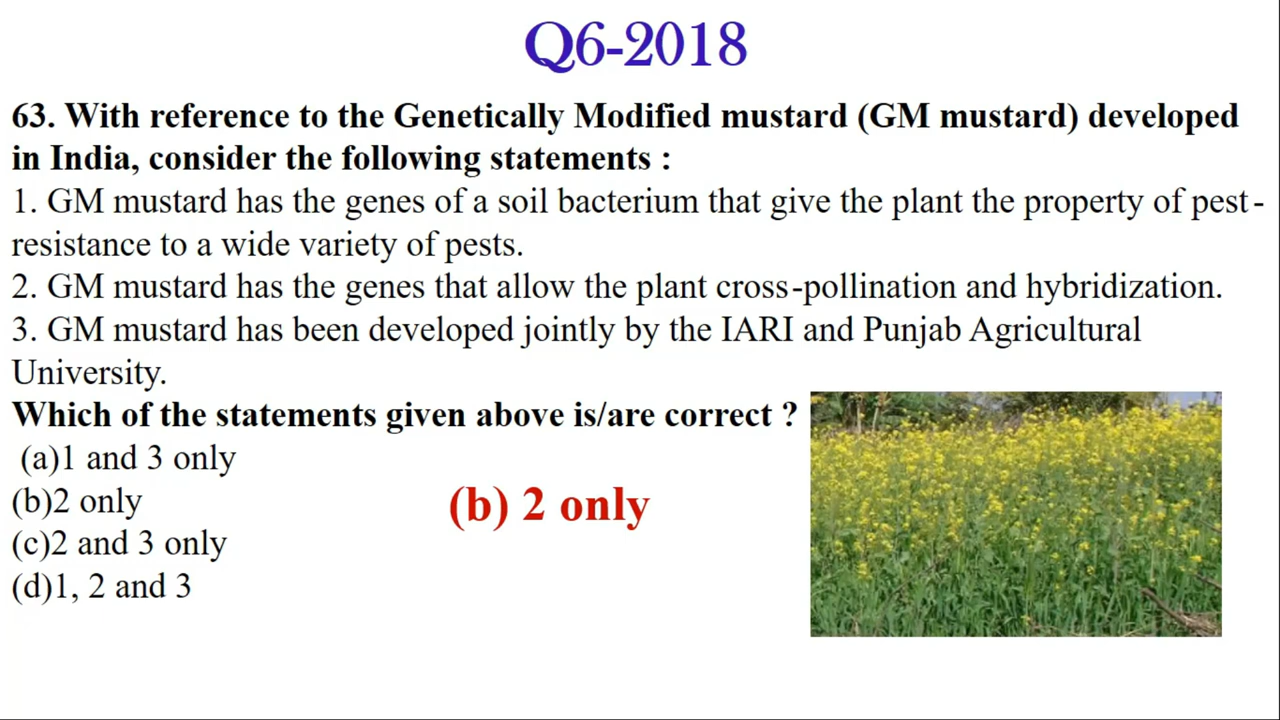 Q6-2018
63. With reference to the Genetically Modified mustard (GM mustard) developed
in India, consider the following statements :
1. GM mustard has the genes of a soil bacterium that give the plant the property of pest-
resistance to a wide variety of pests.
2. GM mustard has the genes that allow the plant cross-pollination and hybridization.
3. GM mustard has been developed jointly by the IARI and Punjab Agricultural
University.
Which of the statements given above is/are correct ?
(a)1 and 3 only
(b)2 only
(b) 2 only
(c)2 and 3 only
(d)1, 2 and 3